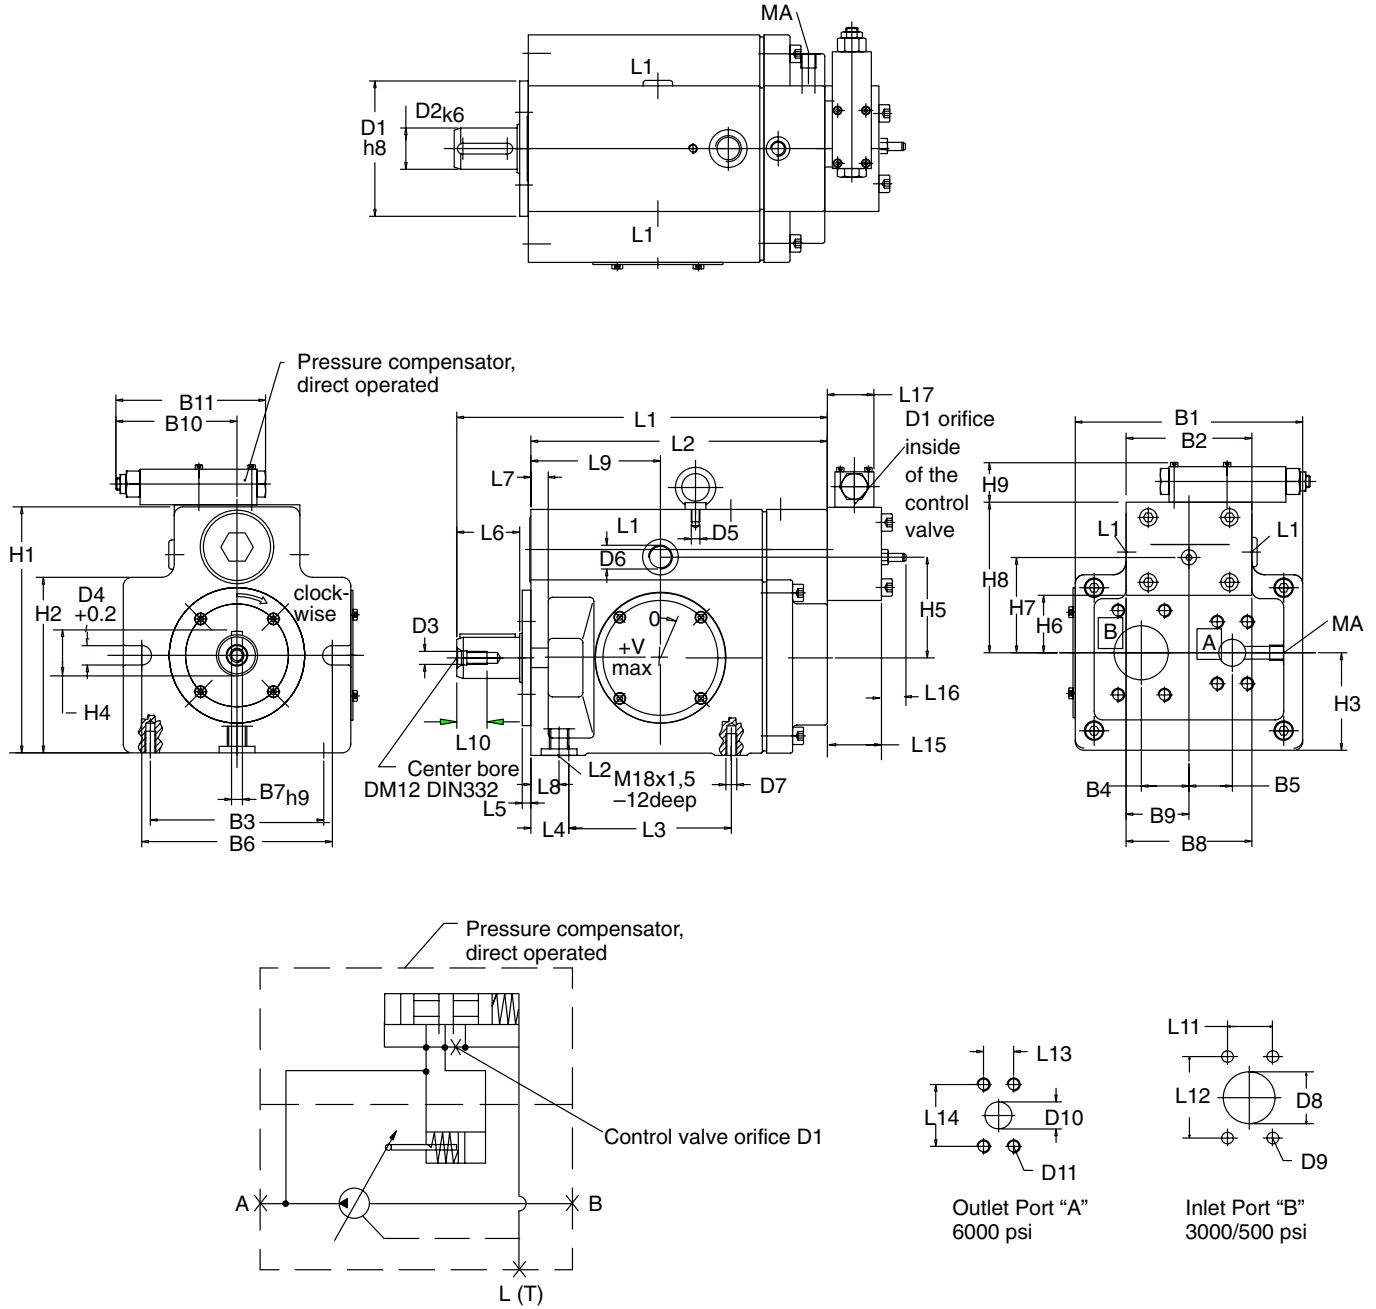 MA
L1
D2k6
D1
h8
L1
Pressure compensator,
direct operated
B11
B10
H1
H2
D4
+0.2
clock-
wise
H4
B7h9
B3
B6
L17
L1
D1 orifice
inside
of the
control
valve
L2
L9
L7
L6
L1
D5
D6
D3
0
+V
max
H5
L16
L10
L15
Center bore
DM12 DIN332
L8
L2
M18x1,5
–12deep
D7
L5
L4
L3
B1
B2
H9
L1
L1
H8
H7
H6
B
A
MA
H3
B4
B5
B9
B8
Pressure compensator,
direct operated
Control valve orifice D1
A
B
L (T)
L13
L14
D10
D11
Outlet Port “A”
6000 psi
L11
L12
D8
D9
Inlet Port “B”
3000/500 psi